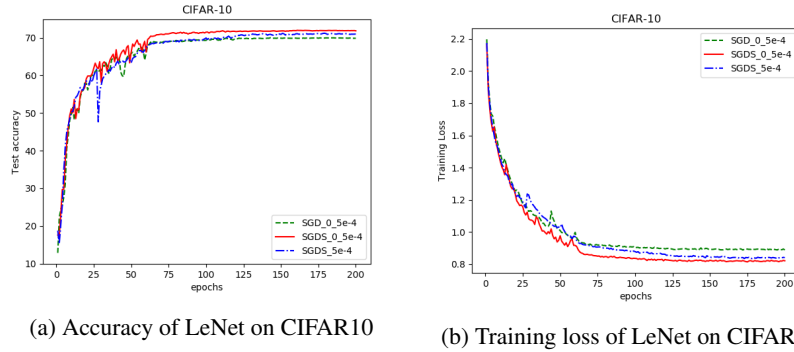 CIFAR-10
70
60
50
40
30
20
10
Test accuracy
0
25
50
75
100
125
150
175
200
epochs
SGD_0_5e-4
SGDS_0_5e-4
SGDS_5e-4
(a) Accuracy of LeNet on CIFAR10
CIFAR-10
2.2
2.0
1.8
1.6
1.4
1.2
1.0
0.8
Training Loss
0
25
50
75
100
125
150
175
200
epochs
SGD_0_5e-4
SGDS_0_5e-4
SGDS_5e-4
(b) Training loss of LeNet on CIFAR